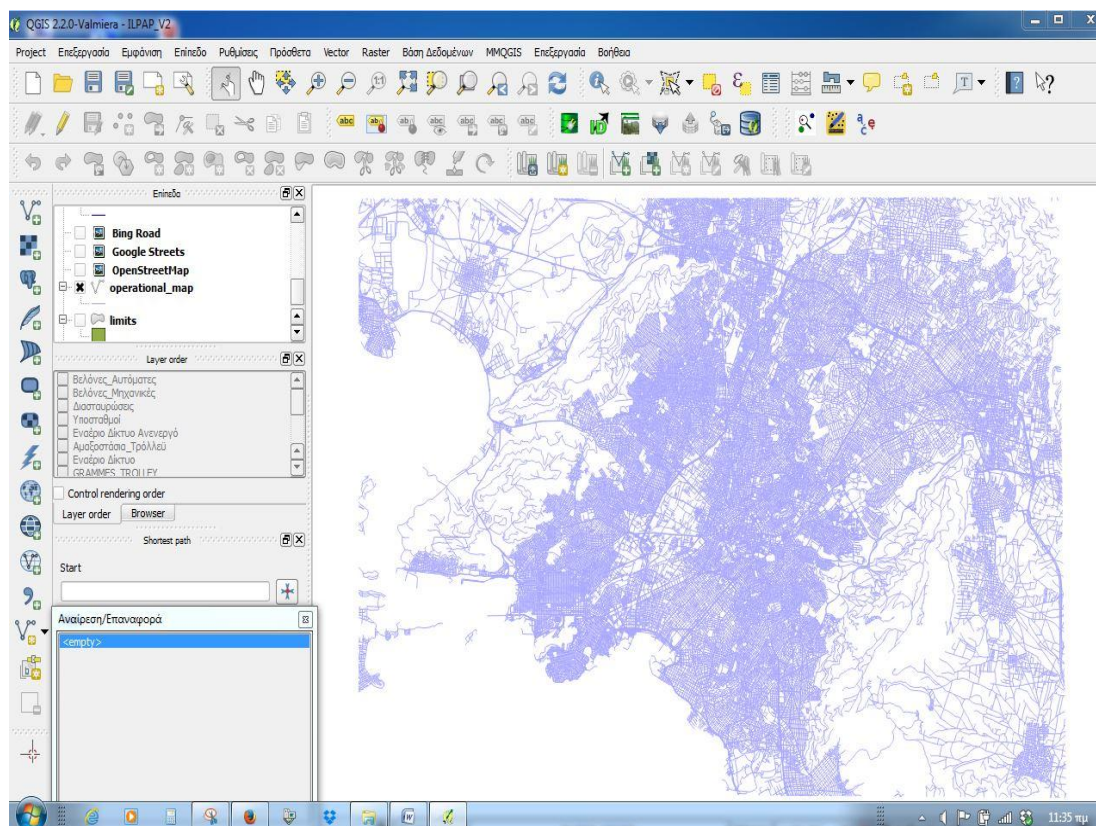 QGIS 2.2.0-Valmiera - ILPAP_V2
Project Επεξεργασία Εμφάνιση Επίπεδο Ρυθμίσεις Πρόσθετα Vector Raster Βάση Δεδομένων MMQGIS Επεξεργασία Βοήθεια
Επίπεδα
Bing Road
Google Streets
OpenStreetMap
operational_map
limits
Layer order
Βελόνες_Αυτόματες
Βελόνες_Μηχανικές
Διασταυρώσεις
Υποσταθμοί
Εναέριο Δίκτυο Ανενεργό
Αμαξοστάσια_Τρόλλεϋ
Εναέριο Δίκτυο
GRAMMES_TROLLEY
Control rendering order
Layer order Browser
Shortest path
Start
Αναίρεση/Επαναφορά
<empty>
11:35 πμ